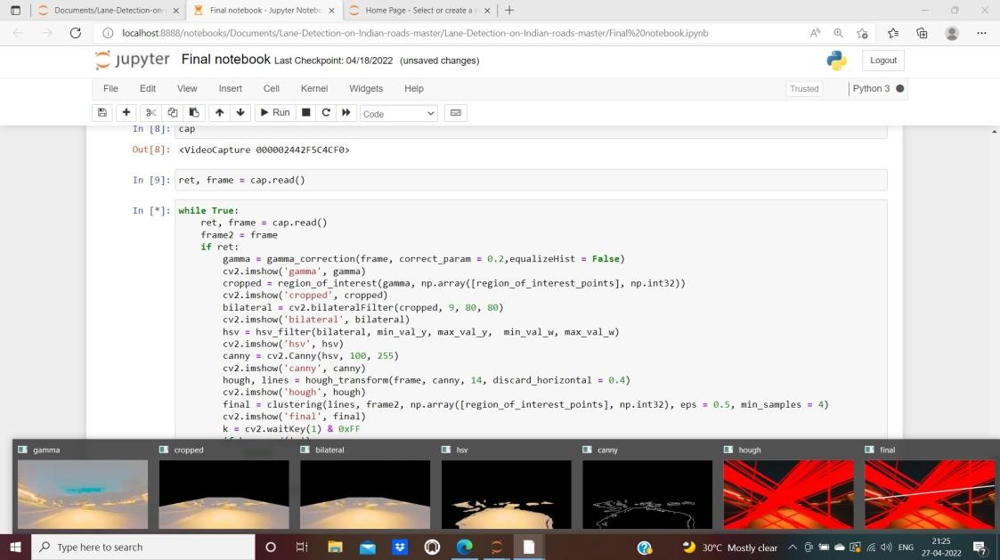 Documents/Lane-Detection-on-
Final notebook - Jupyter Notebo
Home Page - Select or create a n
localhost:8888/notebooks/Documents/Lane-Detection-on-Indian-roads-master/Lane-Detection-on-Indian-roads-master/Final%20notebook.ipynb
jupyter Final notebook Last Checkpoint: 04/18/2022 (unsaved changes)
Logout
File Edit View Insert Cell Kernel Widgets Help
Trusted
Python 3
Run
Code
In [8]: cap
Out[8]: <VideoCapture 000002442F5C4CF0>
In [9]: ret, frame = cap.read()
In [*]: while True:
ret, frame = cap.read()
frame2 = frame
if ret:
gamma = gamma_correction(frame, correct_param = 0.2,equalizeHist = False)
cv2.imshow('gamma', gamma)
cropped = region_of_interest(gamma, np.array([region_of_interest_points], np.int32))
cv2.imshow('cropped', cropped)
bilateral = cv2.bilateralFilter(cropped, 9, 80, 80)
cv2.imshow('bilateral', bilateral)
hsv = hsv_filter(bilateral, min_val_y, max_val_y,  min_val_w, max_val_w)
cv2.imshow('hsv', hsv)
canny = cv2.Canny(hsv, 100, 255)
cv2.imshow('canny', canny)
hough, lines = hough_transform(frame, canny, 14, discard_horizontal = 0.4)
cv2.imshow('hough', hough)
final = clustering(lines, frame2, np.array([region_of_interest_points], np.int32), eps = 0.5, min_samples = 4)
cv2.imshow('final', final)
k = cv2.waitKey(1) & 0xFF
gamma
cropped
bilateral
hsv
canny
hough
final
Type here to search
30°C Mostly clear
ENG
21:25
27-04-2022
7